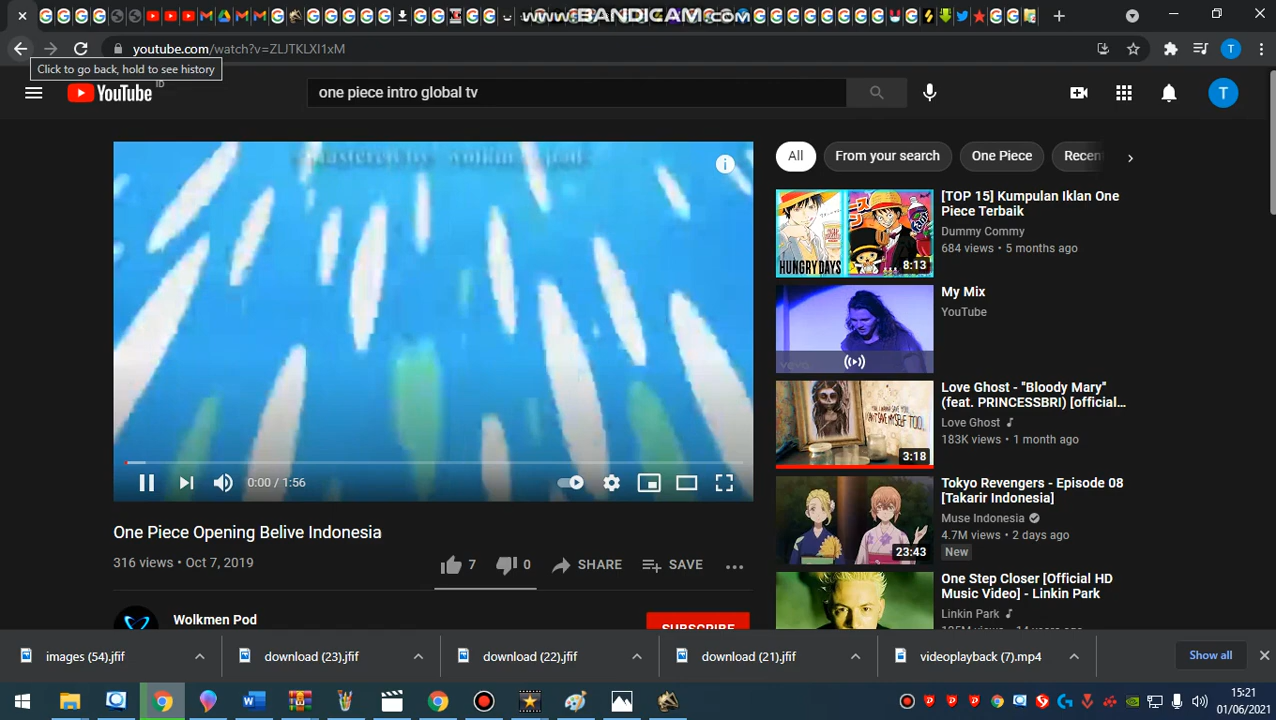 www.BANDICAM.com
youtube.com/watch?v=ZLJTKLXI1xM
Click to go back, hold to see history
YouTube ID
one piece intro global tv
T
T
All
From your search
One Piece
Recen
[TOP 15] Kumpulan Iklan One
Piece Terbaik
Dummy Commy
684 views • 5 months ago
HUNGRY DAYS
8:13
My Mix
YouTube
Love Ghost - "Bloody Mary"
(feat. PRINCESSBRI) [official...
Love Ghost
183K views • 1 month ago
3:18
Tokyo Revengers - Episode 08
[Takarir Indonesia]
Muse Indonesia
4.7M views • 2 days ago
New
23:43
One Step Closer [Official HD
Music Video] - Linkin Park
Linkin Park
0:00 / 1:56
One Piece Opening Belive Indonesia
316 views • Oct 7, 2019
7
0
SHARE
SAVE
Wolkmen Pod
SUBSCRIBE
images (54).jfif
download (23).jfif
download (22).jfif
download (21).jfif
videoplayback (7).mp4
Show all
15:21
01/06/2021